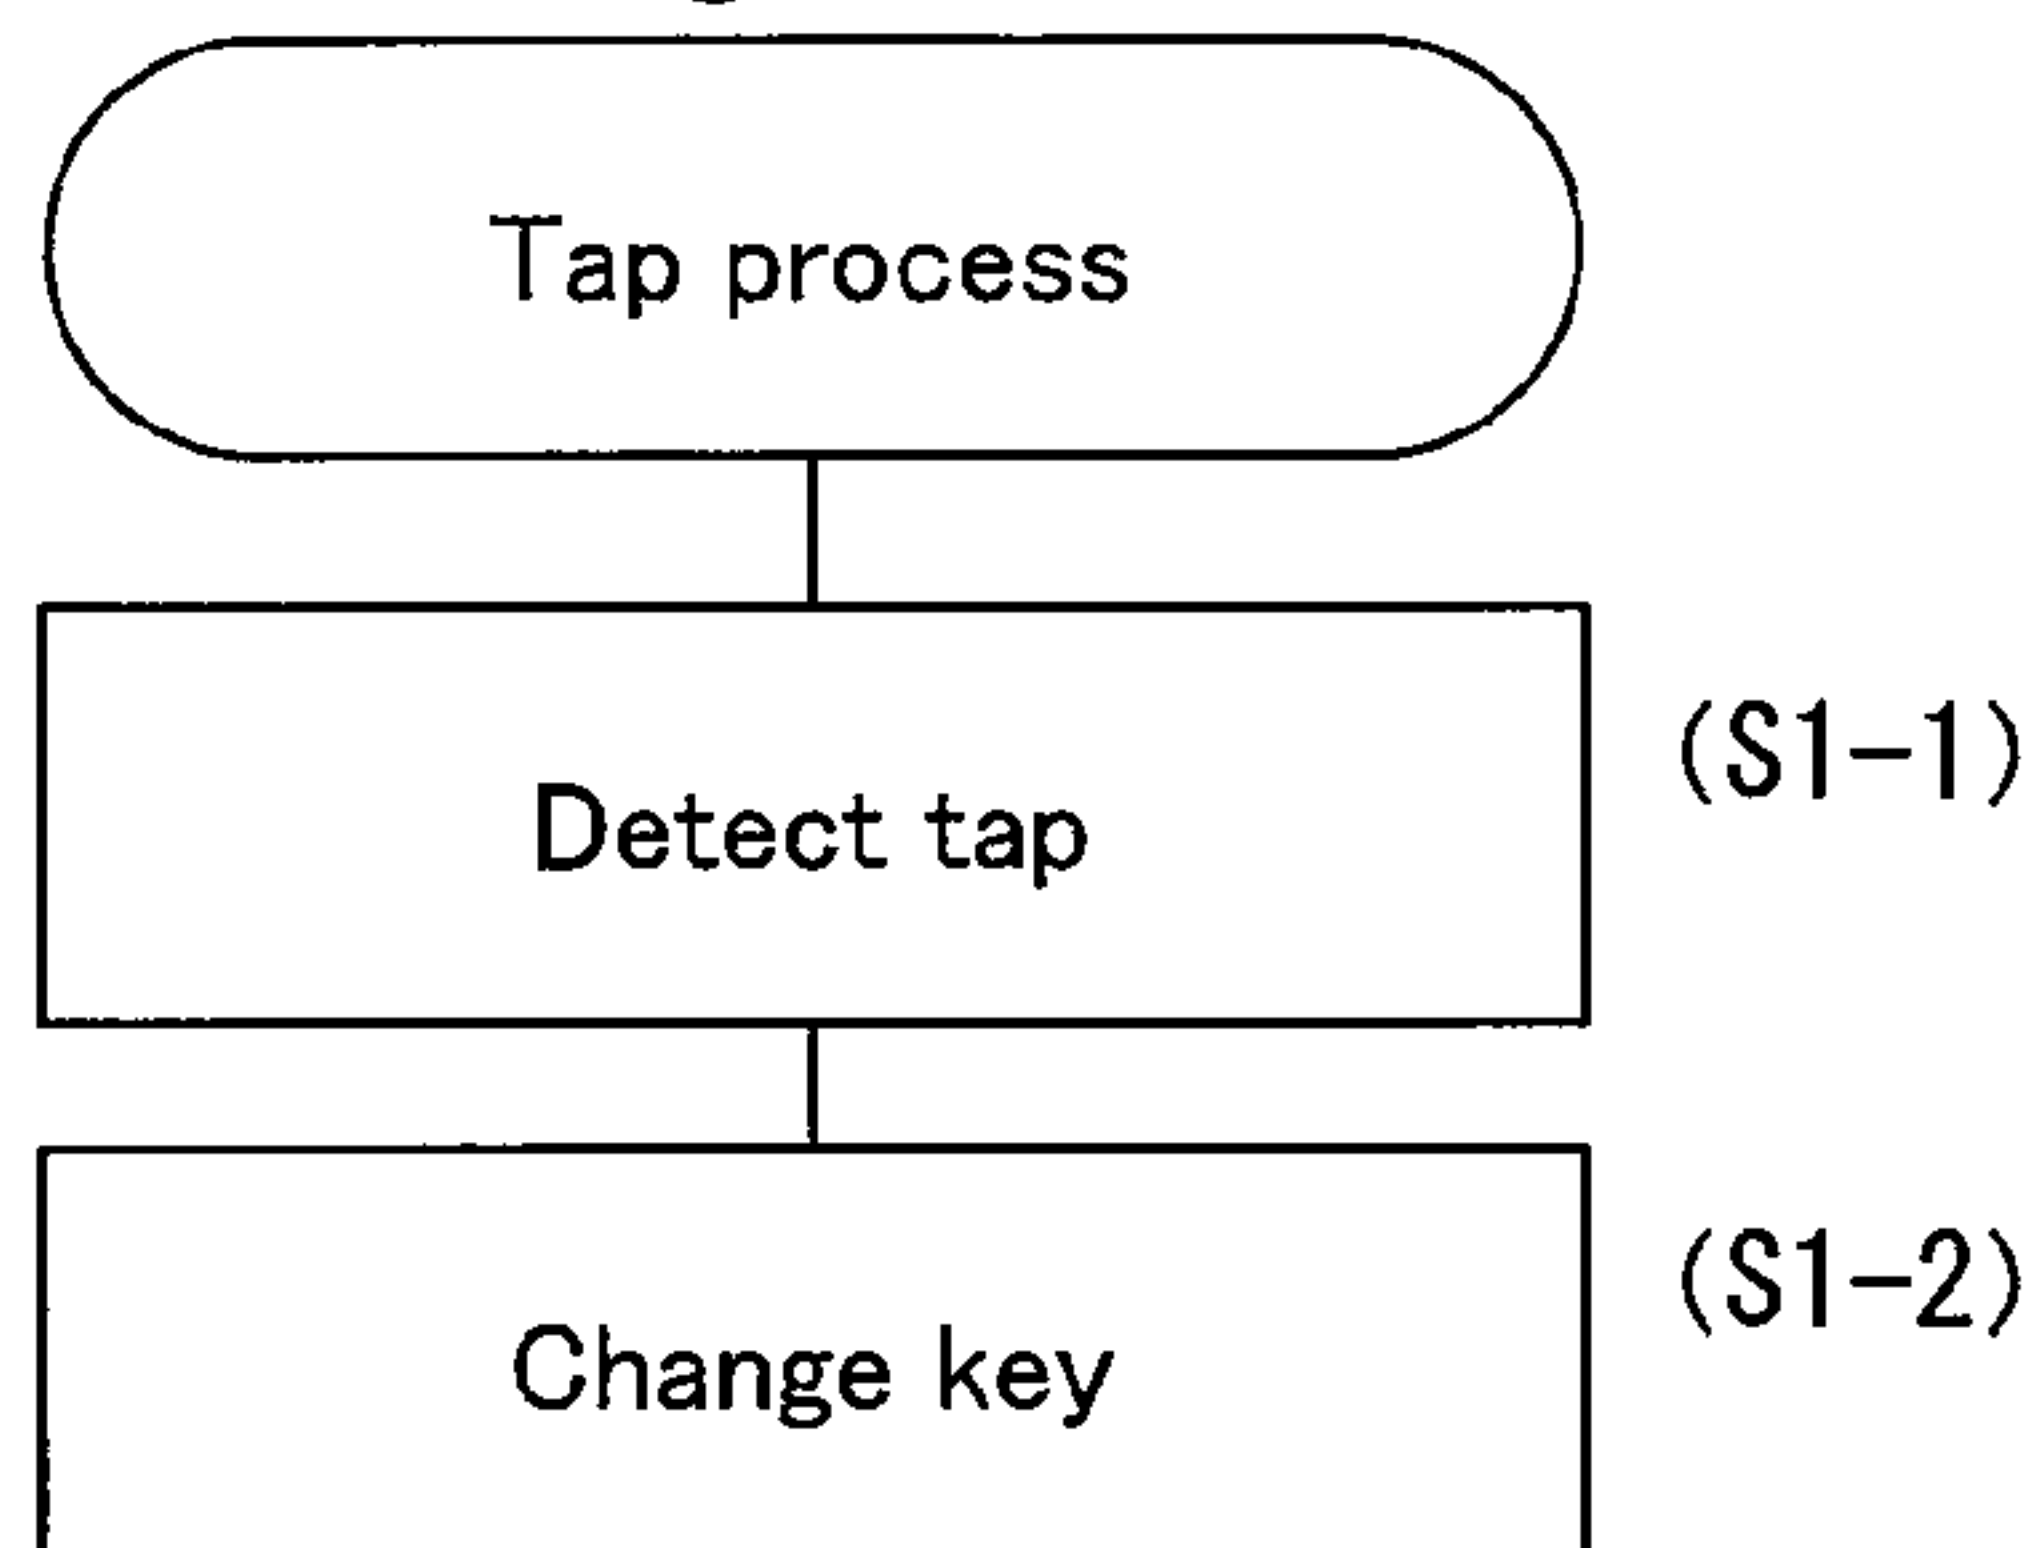 Tap process
(S1-1)
Detect tap
(S1-2)
Change key